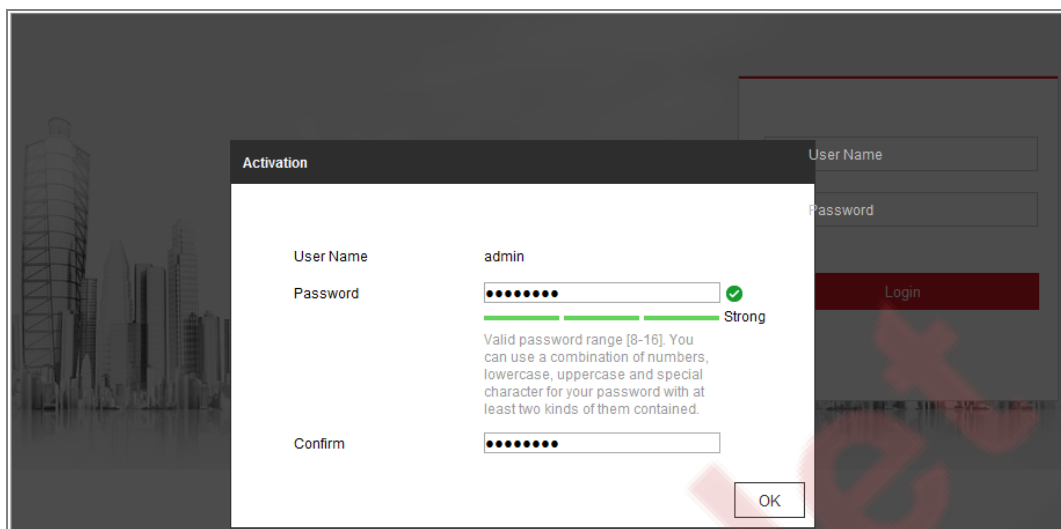 Activation
User Name
Password
Login
User Name admin
Password ••••••••
Strong
Valid password range [8-16]. You
can use a combination of numbers,
lowercase, uppercase and special
character for your password with at
least two kinds of them contained.
Confirm ••••••••
OK